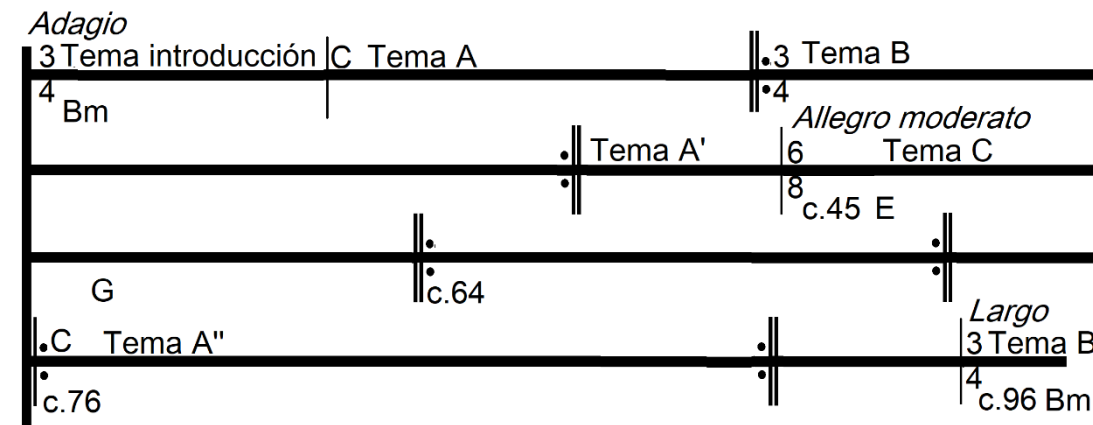 Adagio
3 Tema introducción C Tema A 3 Tema B
4 Bm 4
Allegro moderato
Tema A' 6 Tema C
8 c.45 E
G c.64
Largo
C Tema A'' 3 Tema B
c.76 4 c.96 Bm